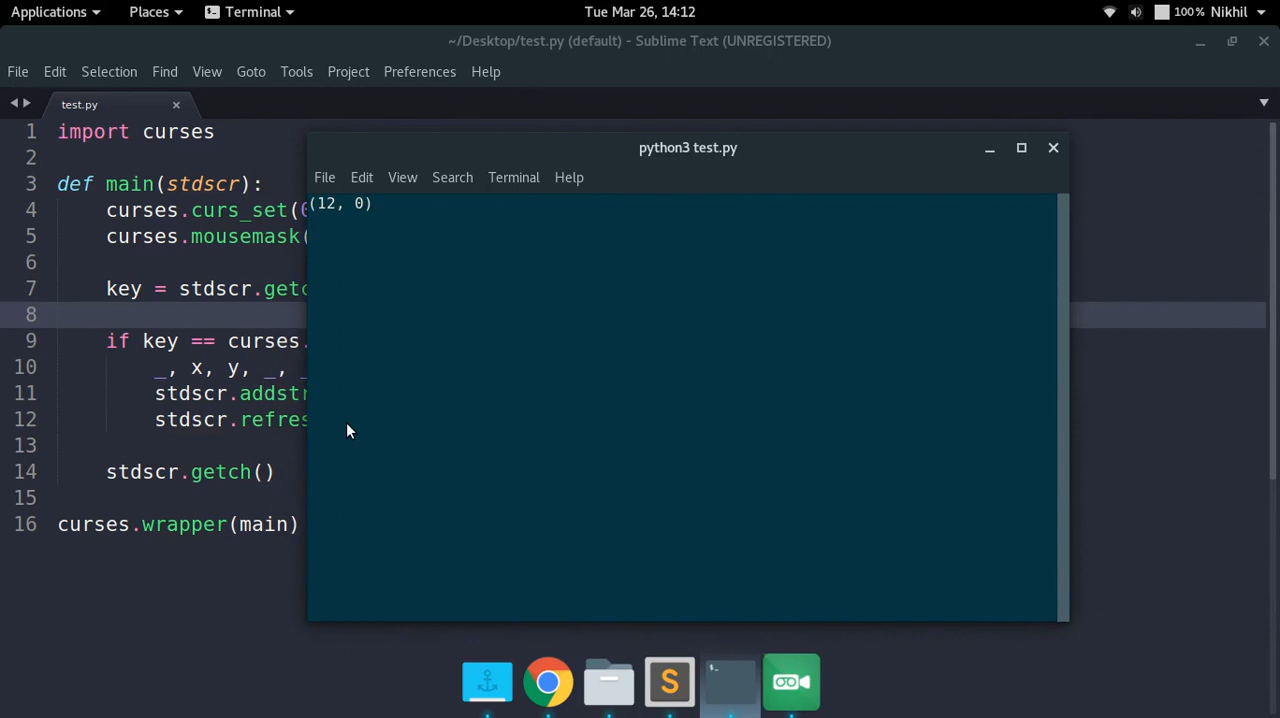 Applications Places Terminal Tue Mar 26, 14:12 100% Nikhil
~/Desktop/test.py (default) - Sublime Text (UNREGISTERED)
File Edit Selection Find View Goto Tools Project Preferences Help
test.py
1 import curses
2
3 def main(stdscr):
4 curses.curs_set(0
5 curses.mousemask(
6
7 key = stdscr.getc
8
9 if key == curses.
10 _, x, y, _, _
11 stdscr.addstr
12 stdscr.refres
13
14 stdscr.getch()
15
16 curses.wrapper(main)
python3 test.py
File Edit View Search Terminal Help
(12, 0)